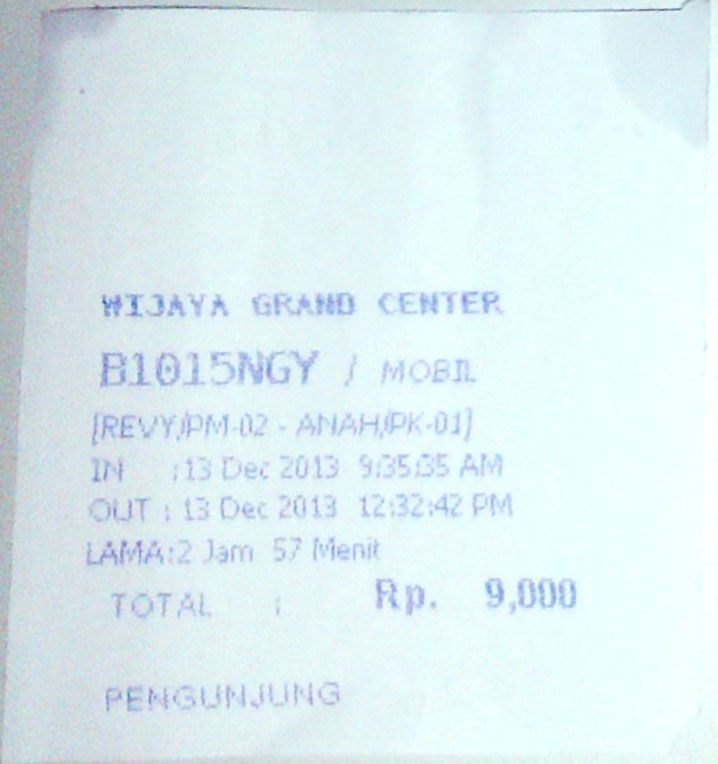 WIJAYA GRAND CENTER
B1015NGY / MOBIL
[REVY/PM-02 - ANAH/PK-01]
IN : 13 Dec 2013 9:35:35 AM
OUT : 13 Dec 2013 12:32:42 PM
LAMA:2 Jam 57 Menit
TOTAL : Rp. 9,000
PENGUNJUNG